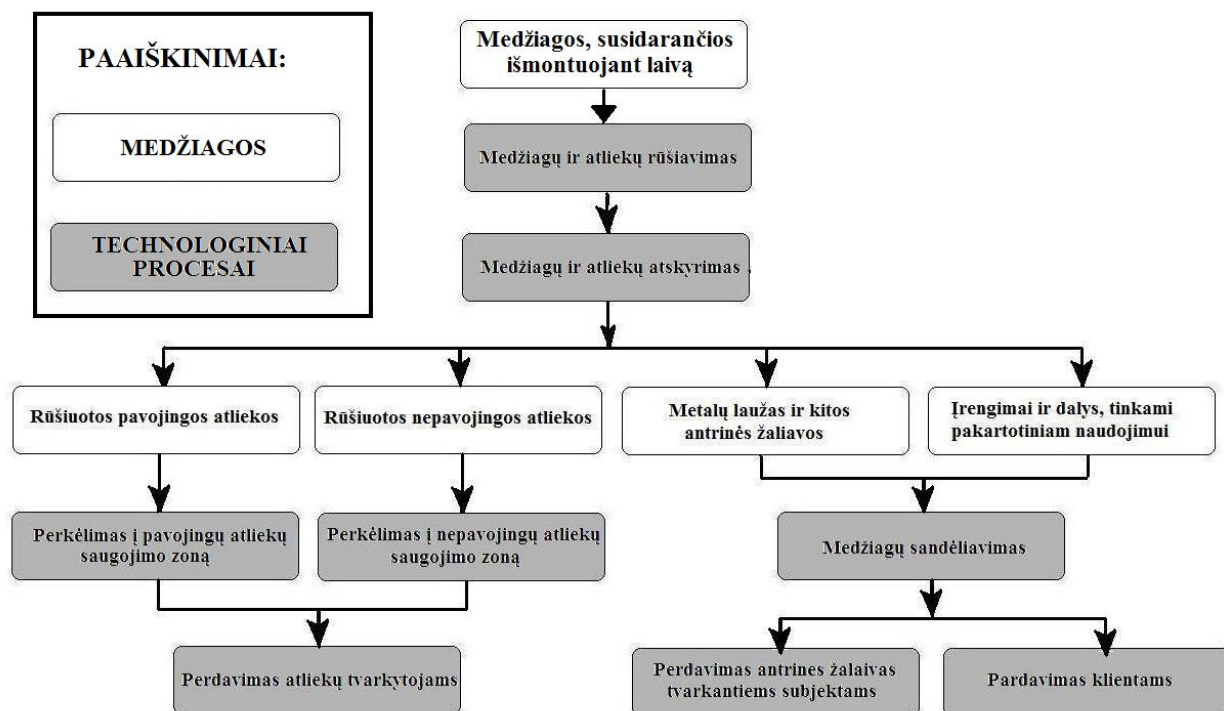 PAAIŠKINIMAI:
MEDŽIAGOS
TECHNOLOGINIAI
PROCESAI
Medžiagos, susidarančios
išmontuojant laivą
Medžiagų ir atliekų rūšiavimas
Medžiagų ir atliekų atskyrimas .
Rūšiuotos pavojingos atliekos
Rūšiuotos nepavojingos atliekos
Metalų laužas ir kitos
antrinės žaliavos
Įrengimai ir dalys, tinkami
pakartotiniam naudojimui
Perkėlimas į pavojingų atliekų
saugojimo zoną
Perkėlimas į nepavojingų atliekų
saugojimo zoną
Medžiagų sandėliavimas
Perdavimas atliekų tvarkytojams
Perdavimas antrines žalaivas
tvarkantiems subjektams
Pardavimas klientams